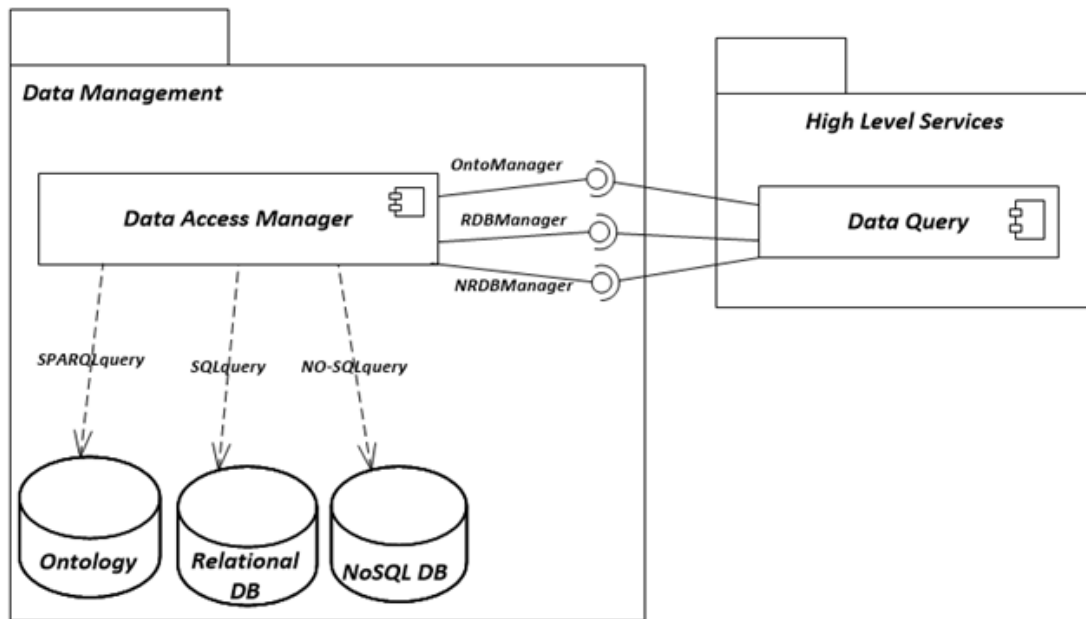 Data Management
High Level Services
OntoManager
Data Access Manager
RDBManager
Data Query
NRDBManager
SPARQLquery
SQLquery
NO-SQLquery
Ontology
Relational
DB
NoSQL DB